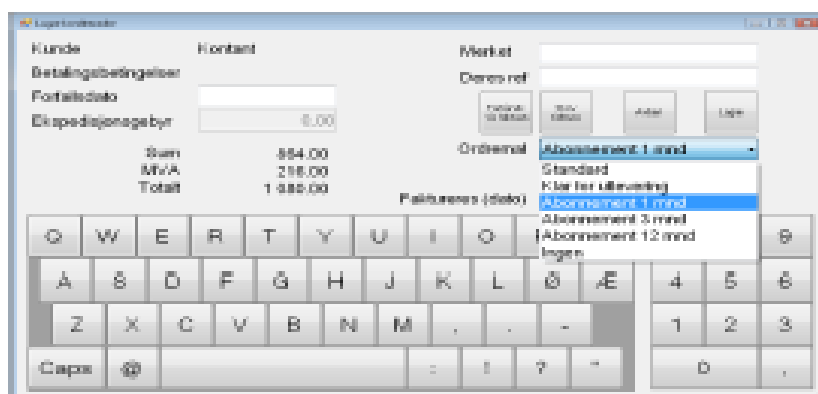 Kunde Kontant Merket
Betalingsbetingelser Deres ref
Forfallsdato
Ekspedisjonsgebyr 0.00
Sum 864.00 Ordremal Abonnement 1 mnd
MVA 216.00 Standard
Totalt 1 080.00 Klar for utlevering
Faktureres (dato) Abonnement 1 mnd
Abonnement 3 mnd
Abonnement 12 mnd
Ingen
Q W E R T Y U I O 9
A S D F G H J K L Ø Æ 4 5 6
Z X C V B N M , . - 1 2 3
Caps @ : ! ? " 0 ,